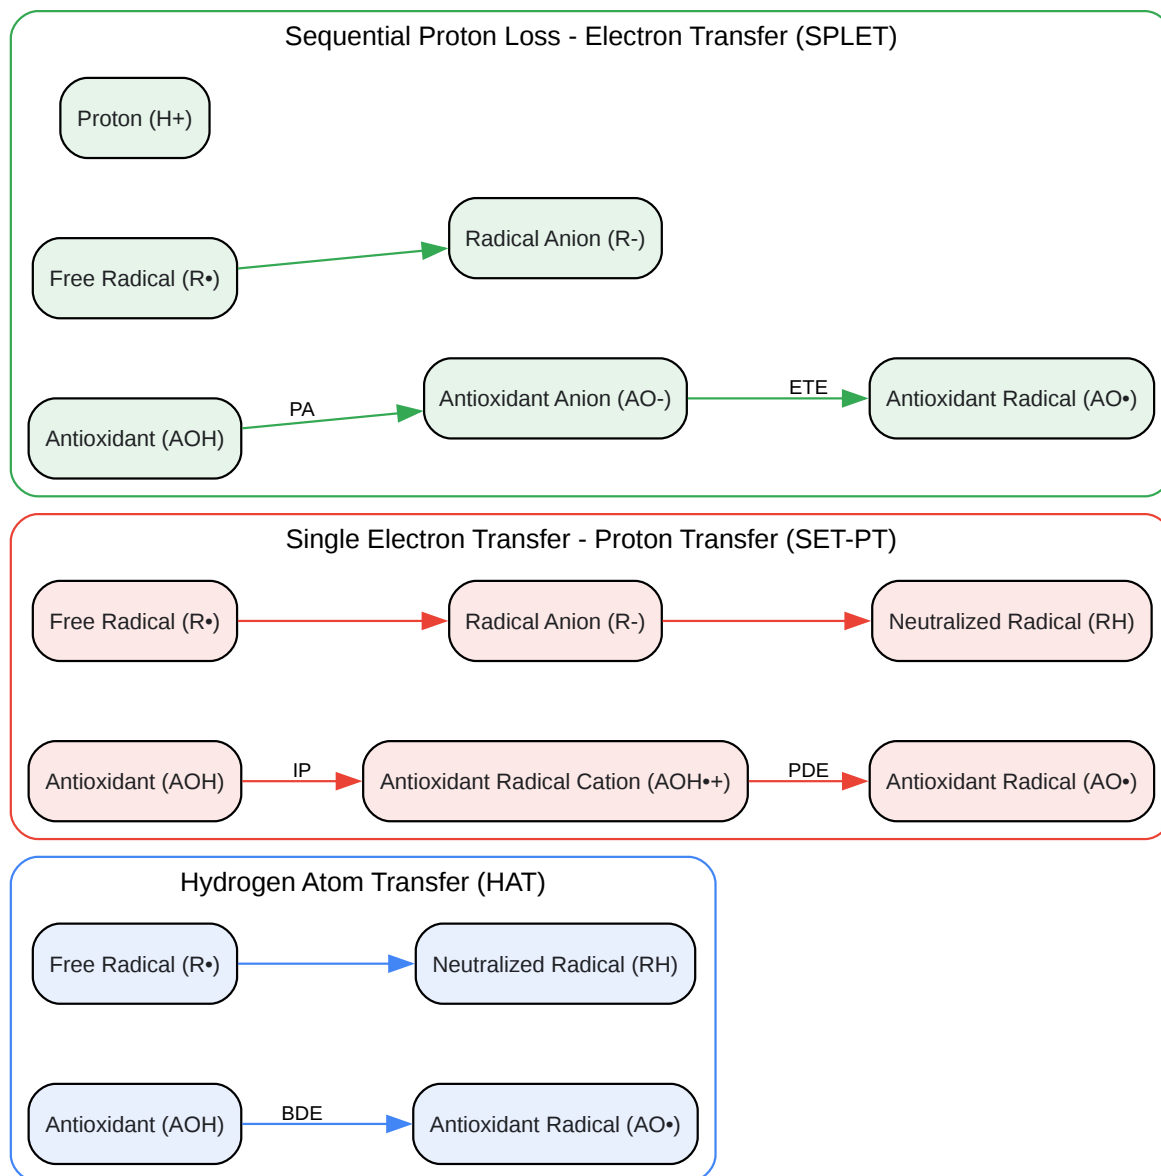 Sequential Proton Loss - Electron Transfer (SPLET)
Proton (H+)
Radical Anion (R-)
Free Radical (R•)
Antioxidant (AOH)
PA
Antioxidant Anion (AO-)
ETE
Antioxidant Radical (AO•)
Single Electron Transfer - Proton Transfer (SET-PT)
Free Radical (R•)
Radical Anion (R-)
Neutralized Radical (RH)
Antioxidant (AOH)
IP
Antioxidant Radical Cation (AOH•+)
PDE
Antioxidant Radical (AO•)
Hydrogen Atom Transfer (HAT)
Free Radical (R•)
Neutralized Radical (RH)
Antioxidant (AOH)
BDE
Antioxidant Radical (AO•)